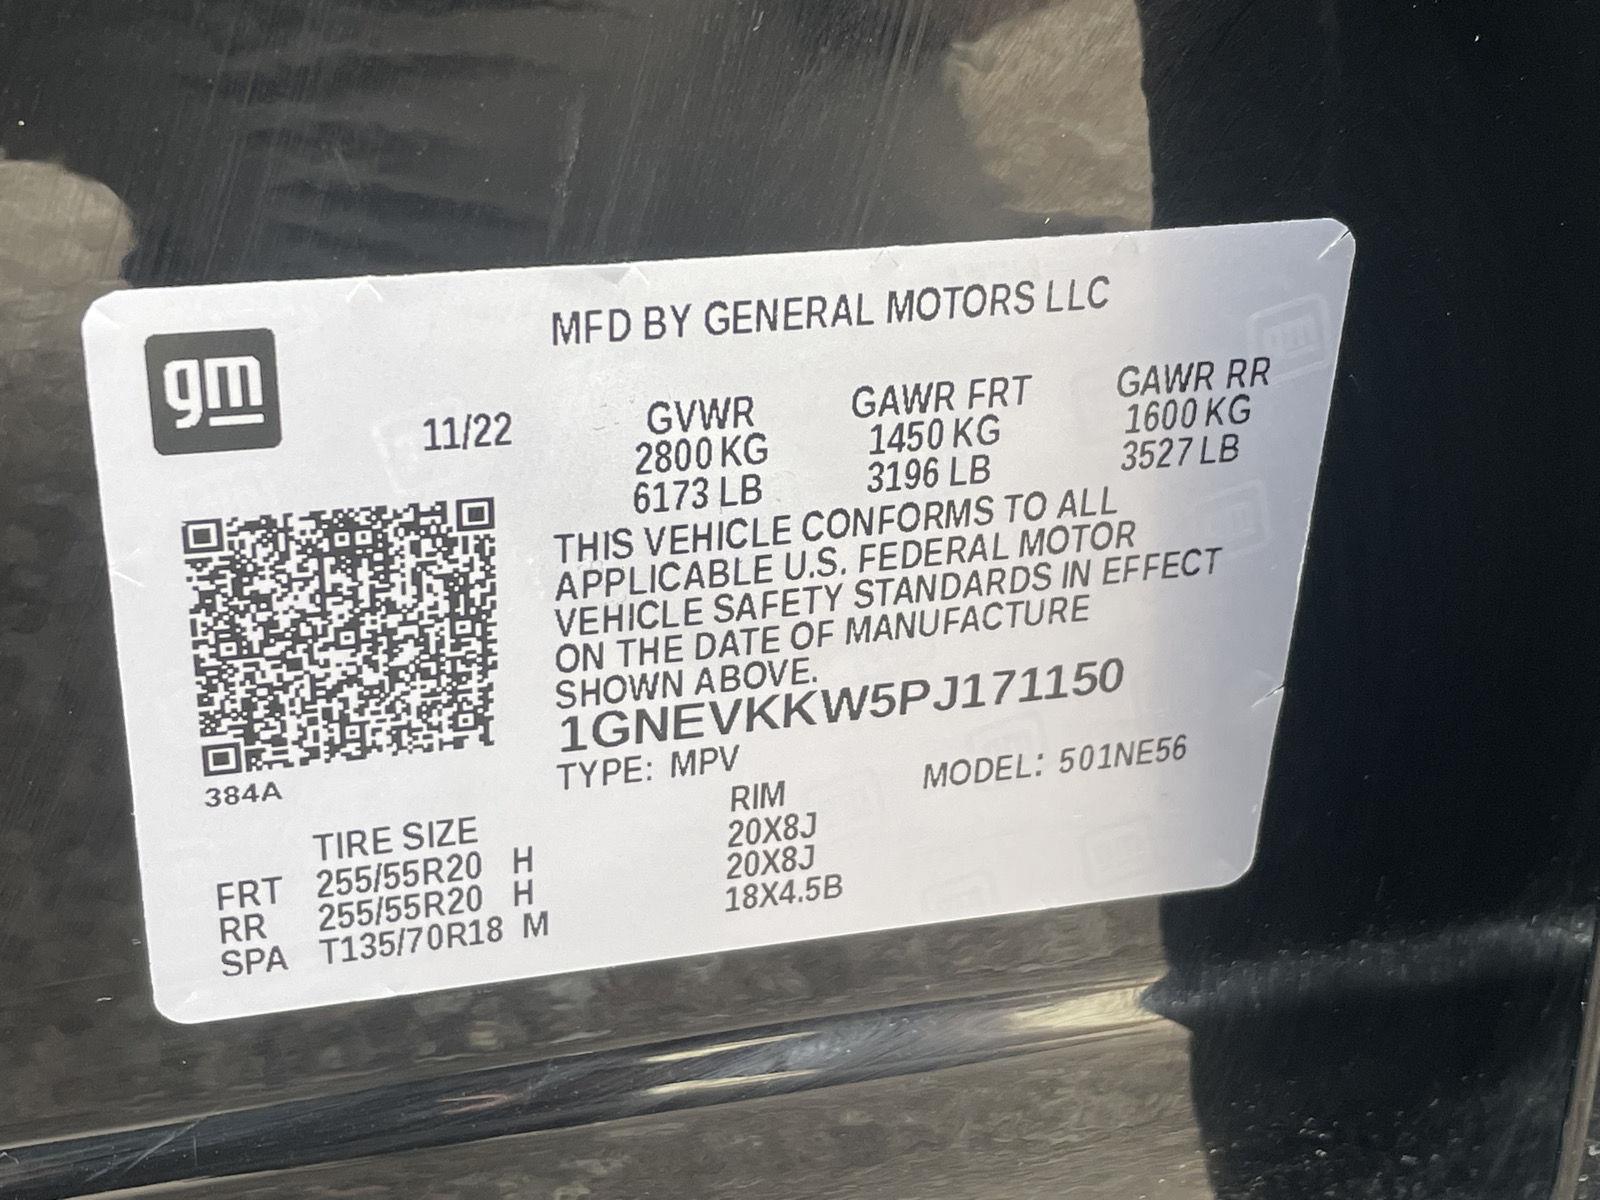 MFD BY GENERAL MOTORS LLC
gm
11/22
GVWR GAWR FRT GAWR RR
2800 KG 1450 KG 1600 KG
6173 LB 3196 LB 3527 LB
THIS VEHICLE CONFORMS TO ALL
APPLICABLE U.S. FEDERAL MOTOR
VEHICLE SAFETY STANDARDS IN EFFECT
ON THE DATE OF MANUFACTURE
SHOWN ABOVE.
1GNEVKKW5PJ171150
TYPE: MPV MODEL: 501NE56
384A
TIRE SIZE RIM
FRT 255/55R20 H 20X8J
RR 255/55R20 H 20X8J
SPA T135/70R18 M 18X4.5B